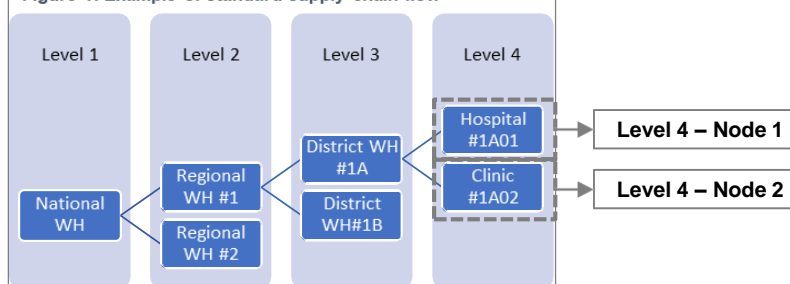 Level 1
Level 2
Level 3
Level 4
Hospital
#1A01
Level 4 – Node 1
District WH
#1A
Regional
WH #1
Clinic
#1A02
Level 4 – Node 2
National
WH
District
WH#1B
Regional
WH #2